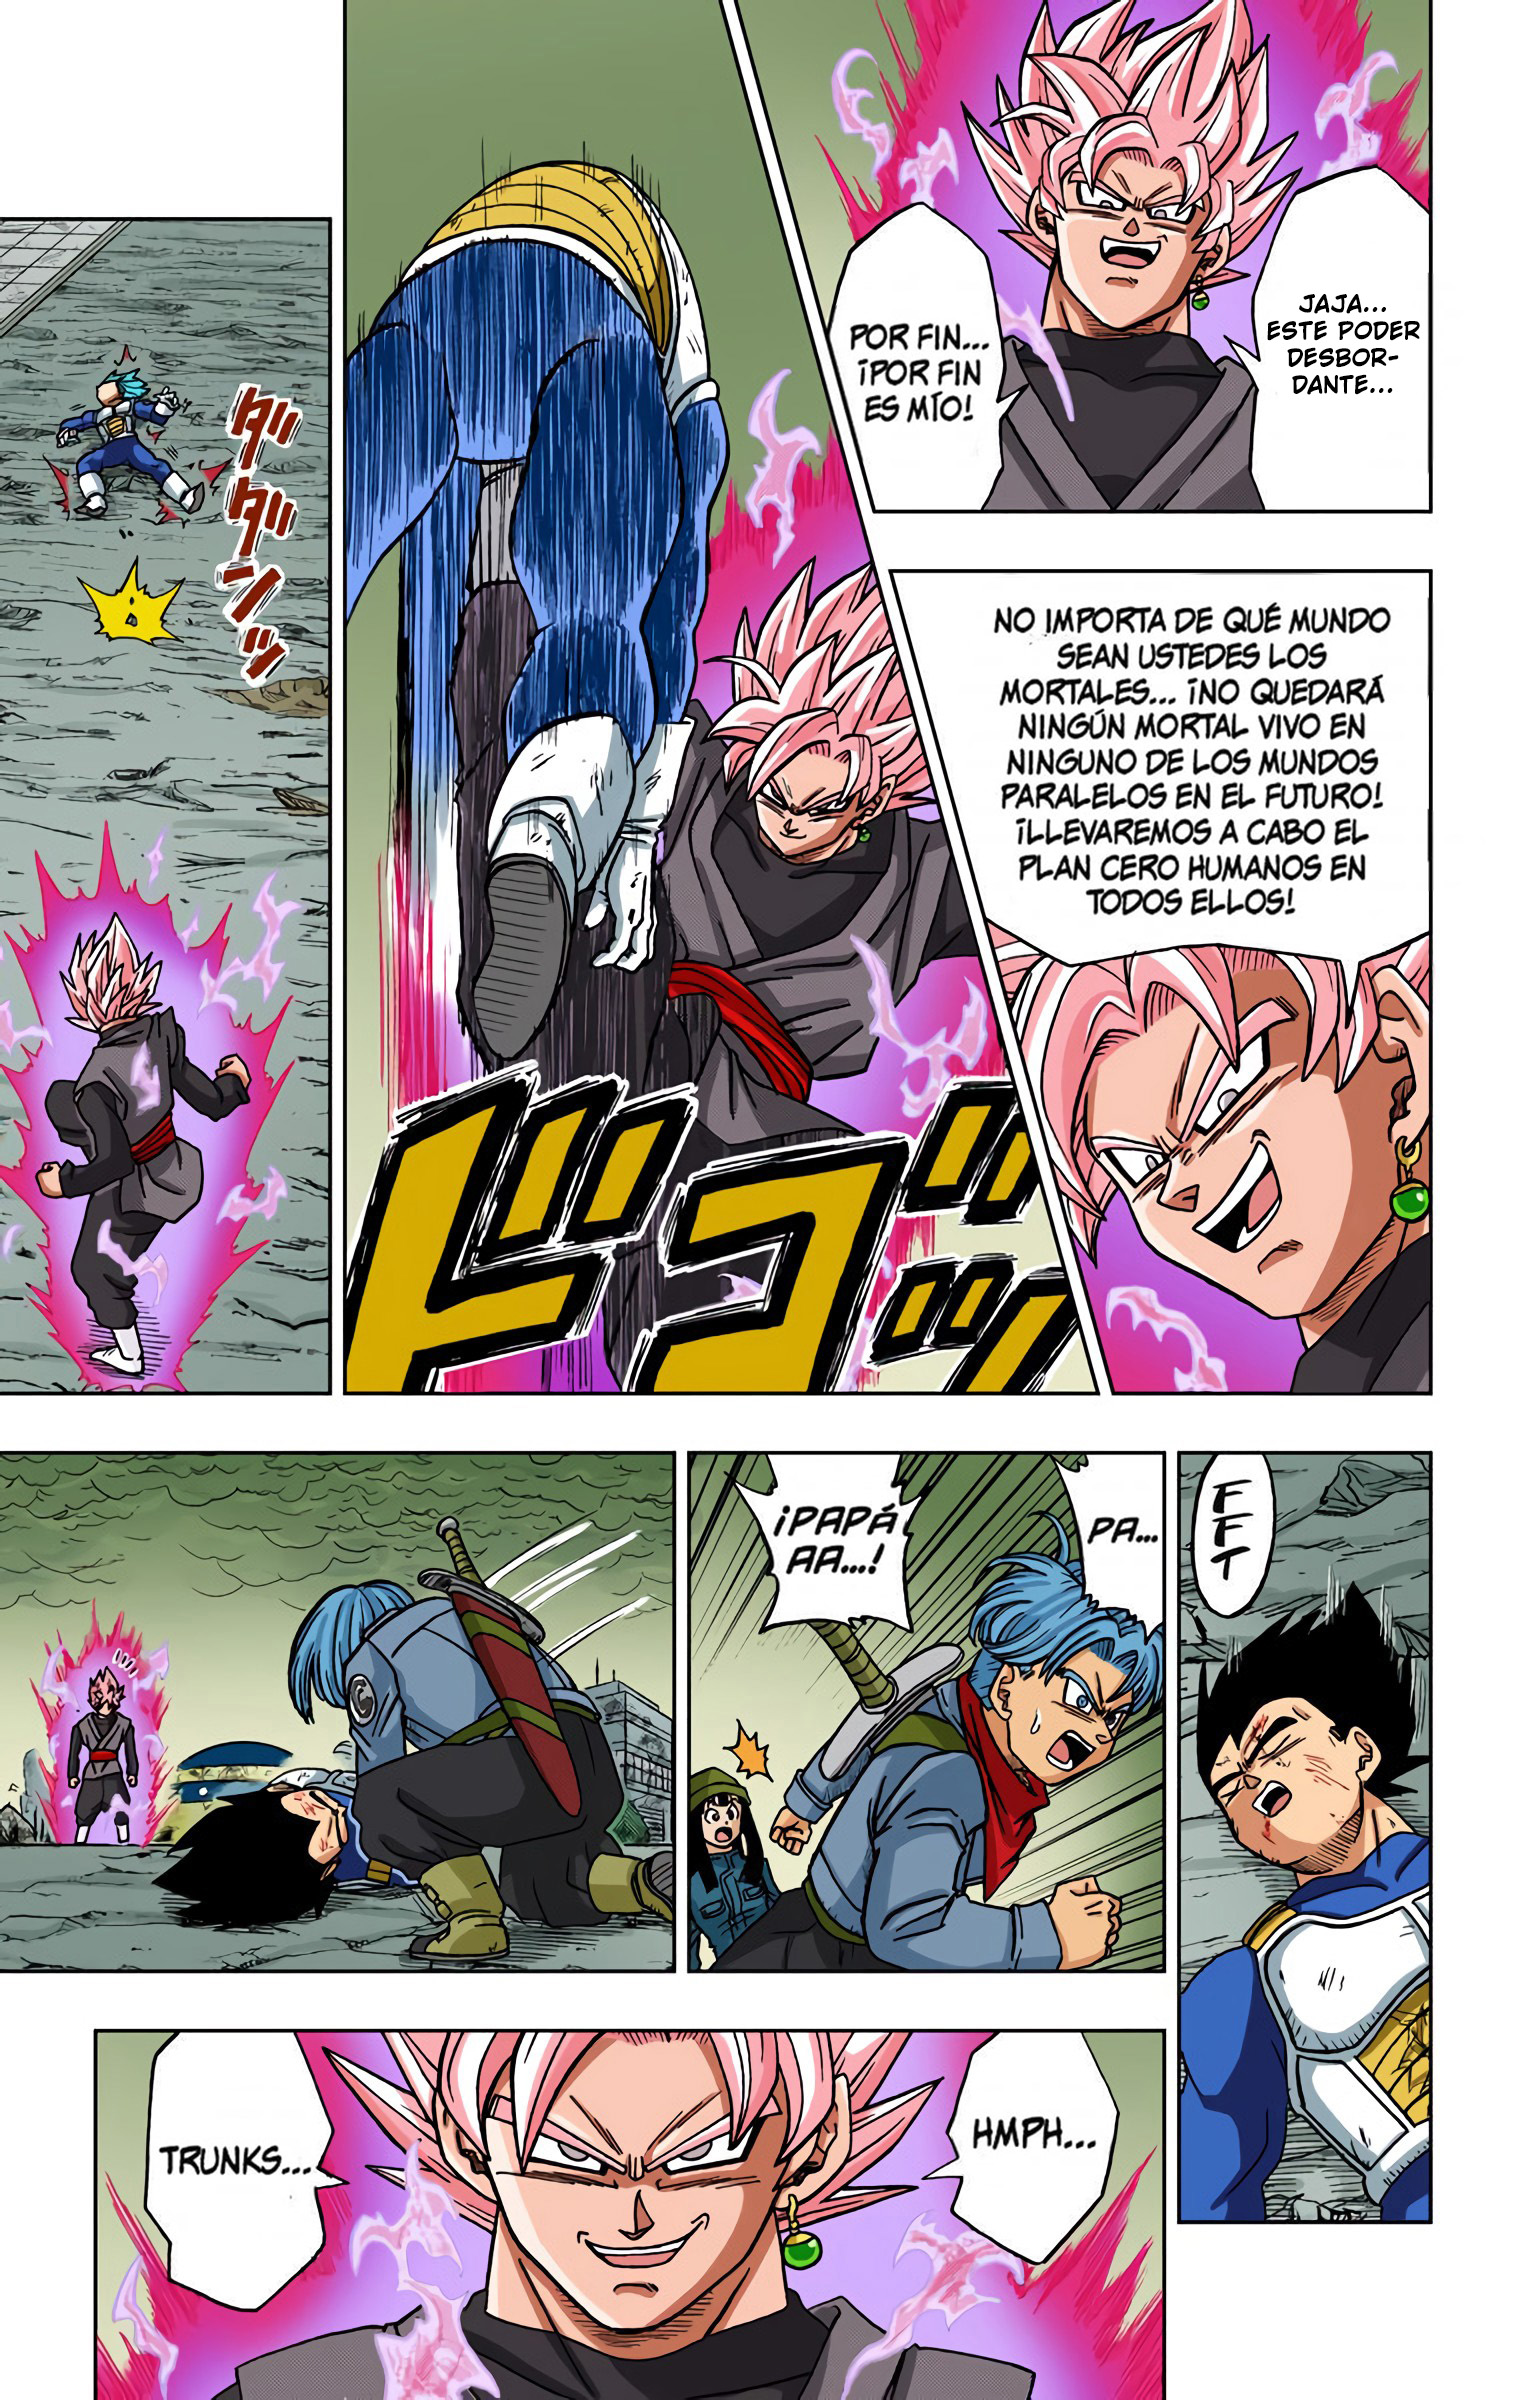 JAJA...
ESTE PODER
DESBOR-
DANTE...
POR FIN...
¡POR FIN
ES MÍO!
NO IMPORTA DE QUÉ MUNDO
SEAN USTEDES LOS
MORTALES... ¡NO QUEDARÁ
NINGÚN MORTAL VIVO EN
NINGUNO DE LOS MUNDOS
PARALELOS EN EL FUTURO!
¡LLEVAREMOS A CABO EL
PLAN CERO HUMANOS EN
TODOS ELLOS!
ドゴッ
ダダンッ
FFT
PA...
¡PAPÁ
AA...!
HMPH...
TRUNKS...